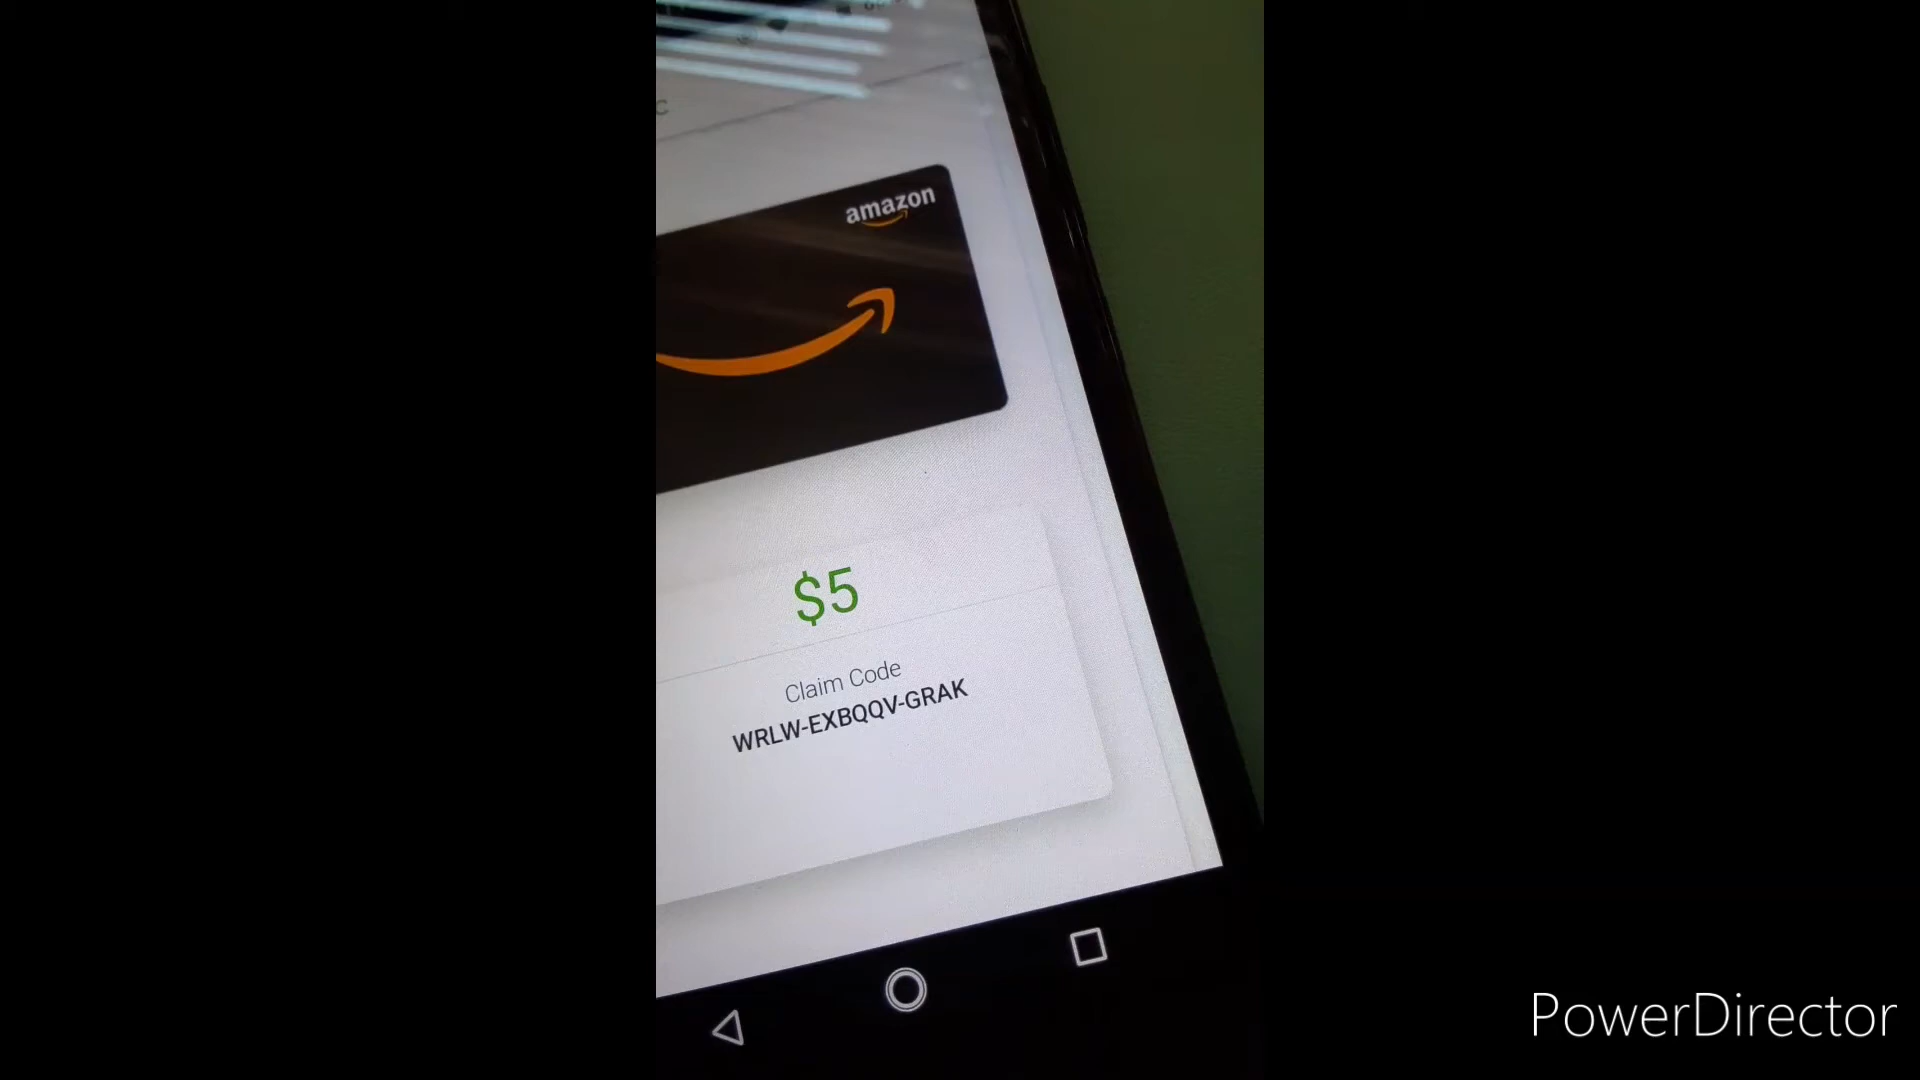 amazon
$5
Claim Code
WRLW-EXBQQV-GRAK
PowerDirector